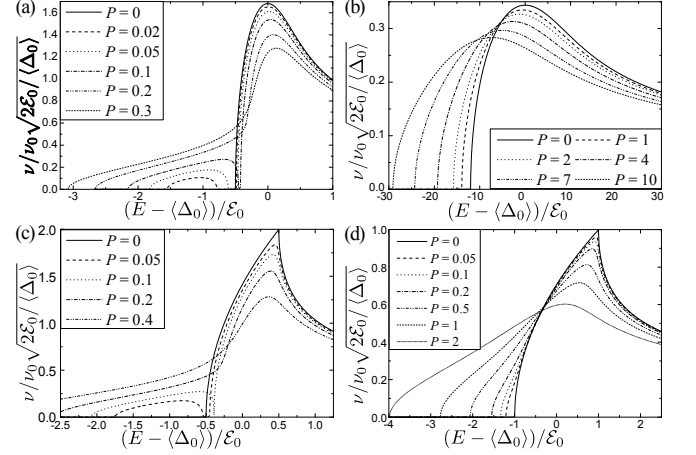 (a)
ν/ν₀√2ℰ₀/⟨Δ₀⟩
1.6
1.4
1.2
1.0
0.8
0.6
0.4
0.2
0.0
P = 0
P = 0.02
P = 0.05
P = 0.1
P = 0.2
P = 0.3
-3 -2 -1 0 1
(E − ⟨Δ₀⟩)/ℰ₀
(b)
ν/ν₀√2ℰ₀/⟨Δ₀⟩
0.3
0.2
0.1
0.0
P = 0 P = 1
P = 2 P = 4
P = 7 P = 10
-30 -20 -10 0 10 20 30
(E − ⟨Δ₀⟩)/ℰ₀
(c)
ν/ν₀√2ℰ₀/⟨Δ₀⟩
2.0
1.5
1.0
0.5
0.0
P = 0
P = 0.05
P = 0.1
P = 0.2
P = 0.4
-2.5 -2.0 -1.5 -1.0 -0.5 0.0 0.5 1.0
(E − ⟨Δ₀⟩)/ℰ₀
(d)
ν/ν₀√2ℰ₀/⟨Δ₀⟩
1.0
0.8
0.6
0.4
0.2
0.0
P = 0
P = 0.05
P = 0.1
P = 0.2
P = 0.5
P = 1
P = 2
-4 -3 -2 -1 0 1 2
(E − ⟨Δ₀⟩)/ℰ₀